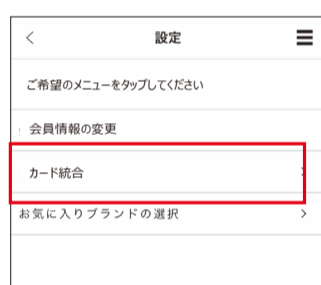 設定
ご希望のメニューをタップしてください
会員情報の変更
カード統合
お気に入りブランドの選択